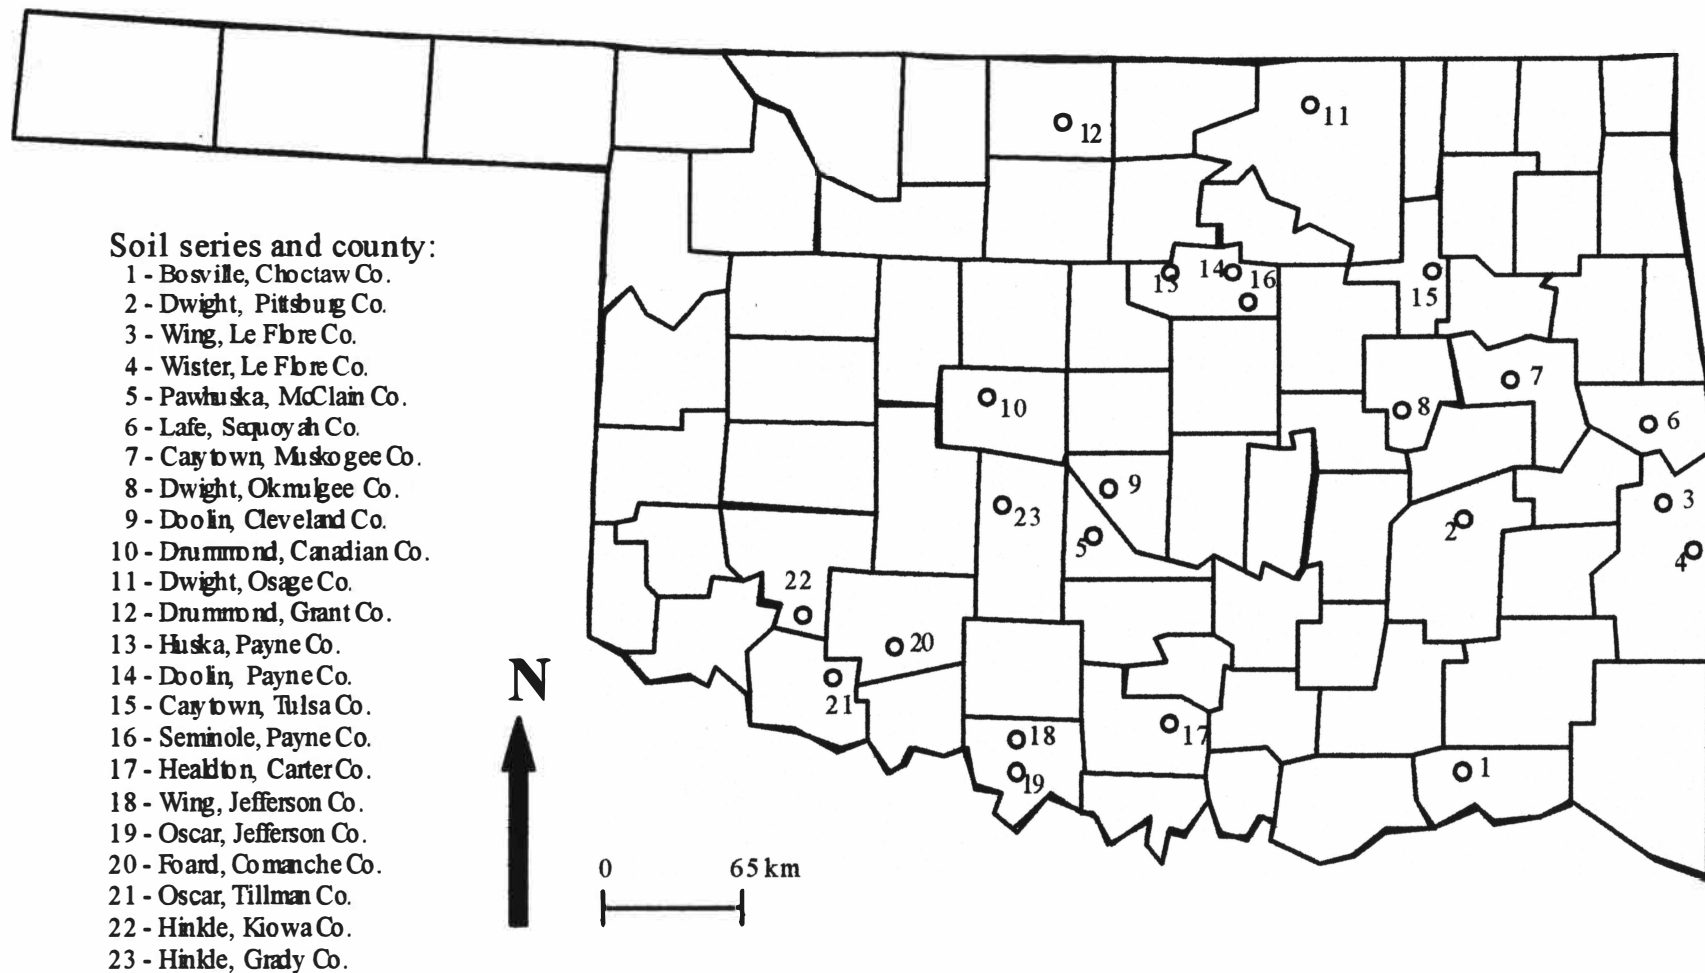 11
12
Soil series and county:
1 - Bosville, Choctaw Co.
2 - Dwight, Pittsburg Co.
3 - Wing, Le Flore Co.
4 - Wister, Le Flore Co.
5 - Pawhuska, McClain Co.
6 - Lafe, Sequoyah Co.
7 - Carytown, Muskogee Co.
8 - Dwight, Okmulgee Co.
9 - Doolin, Cleveland Co.
10 - Drummond, Canadian Co.
11 - Dwight, Osage Co.
12 - Drummond, Grant Co.
13 - Huska, Payne Co.
14 - Doolin, Payne Co.
15 - Carytown, Tulsa Co.
16 - Seminole, Payne Co.
17 - Healdton, Carter Co.
18 - Wing, Jefferson Co.
19 - Oscar, Jefferson Co.
20 - Foard, Comanche Co.
21 - Oscar, Tillman Co.
22 - Hinkle, Kiowa Co.
23 - Hinkle, Grady Co.
13
14
16
15
7
10
8
6
9
3
23
2
5
4
22
20
N
21
18
17
19
1
0 65 km